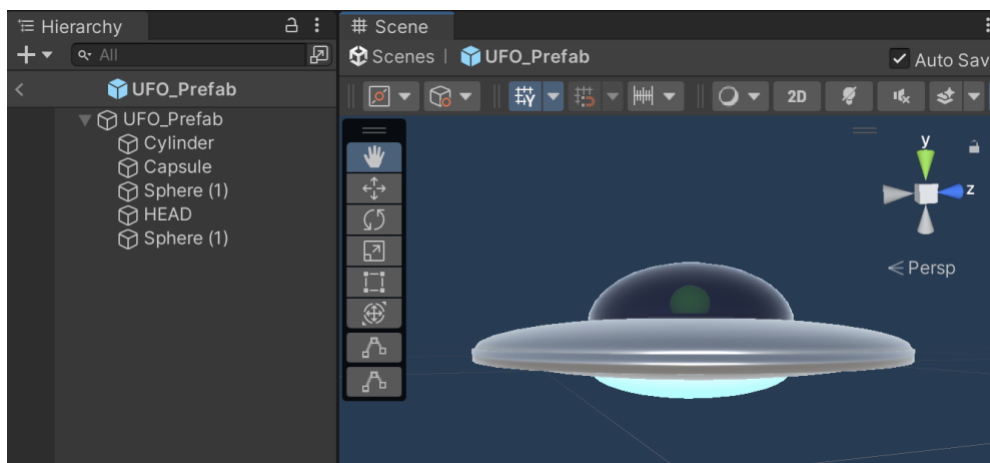 Hierarchy
All
UFO_Prefab
UFO_Prefab
Cylinder
Capsule
Sphere (1)
HEAD
Sphere (1)
Scene
Scenes | UFO_Prefab
Auto Sav
2D
y
z
Persp